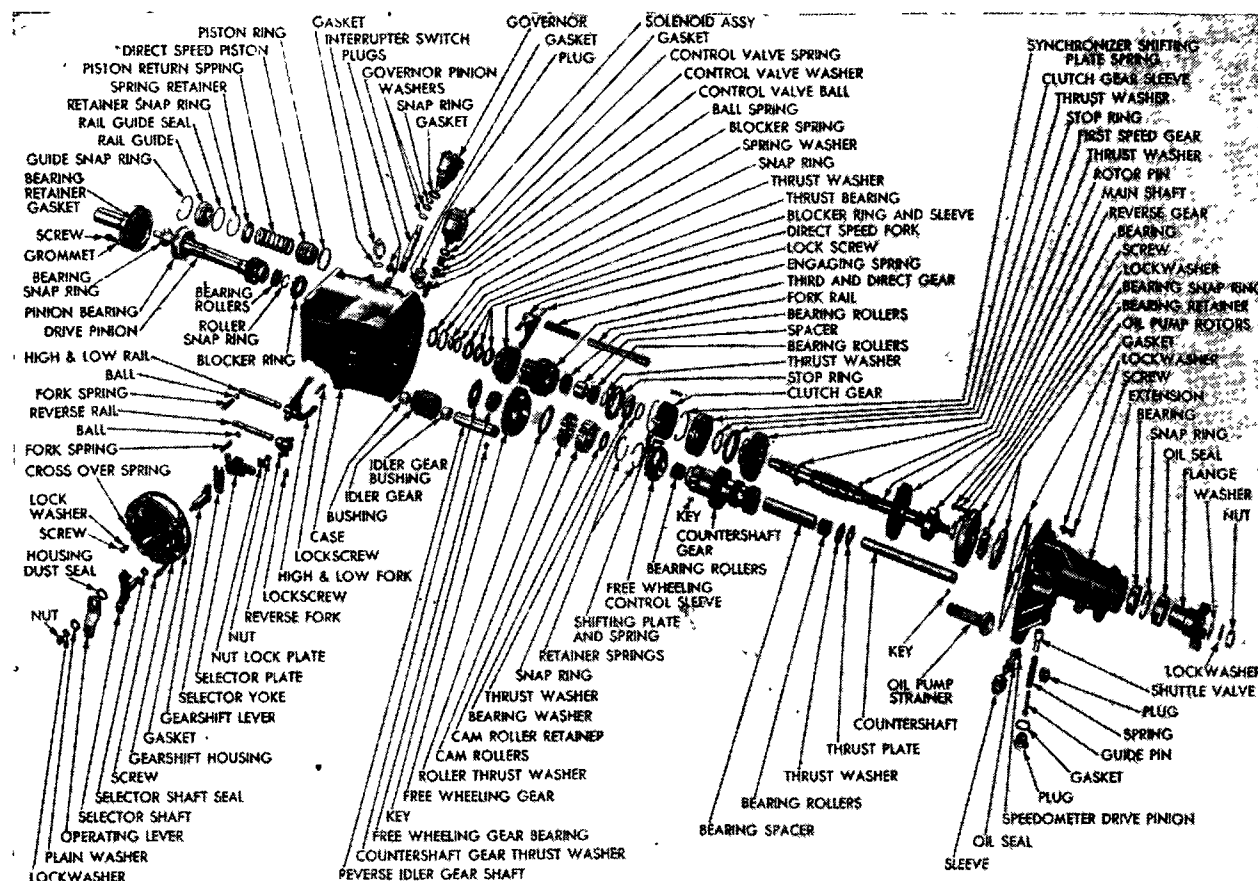 PISTON RING
"DIRECT SPEED PISTON
PISTON RETURN SPPING
SPRING RETAINER
RETAINER SNAP RING
RAIL GUIDE SEAL
RAIL GUIDE
GUIDE SNAP RING
BEARING
RETAINER
GASKET
SCREW
GROMMET
BEARING
SNAP RING
PINION BEARING
DRIVE PINION
BEARING
ROLLERS
ROLLER
SNAP RING
BLOCKER RING
GASKET
INTERRUPTER SWITCH
PLUGS
GOVERNOR PINION
WASHERS
SNAP RING
GASKET
GOVERNOR
GASKET
PLUG
SOLENOID ASSY
GASKET
CONTROL VALVE SPRING
CONTROL VALVE WASHER
CONTROL VALVE BALL
BALL SPRING
BLOCKER SPRING
SPRING WASHER
SNAP RING
THRUST WASHER
THRUST BEARING
BLOCKER RING AND SLEEVE
DIRECT SPEED FORK
LOCK SCREW
ENGAGING SPRING
THIRD AND DIRECT GEAR
FORK RAIL
BEARING ROLLERS
SPACER
BEARING ROLLERS
THRUST WASHER
STOP RING
CLUTCH GEAR
SYNCHRONIZER SHIFTING
PLATE SPRING
CLUTCH GEAR SLEEVE
THRUST WASHER
STOP RING
FIRST SPEED GEAR
THRUST WASHER
ROTOR PIN
MAIN SHAFT
REVERSE GEAR
BEARING
SCREW
LOCKWASHER
BEARING SNAP RING
BEARING RETAINER
OIL PUMP ROTORS
GASKET
LOCKWASHER
SCREW
EXTENSION
BEARING
SNAP RING
OIL SEAL
FLANGE
WASHER
NUT
HIGH & LOW RAIL
BALL
FORK SPRING
REVERSE RAIL
BALL
FORK SPRING
CROSS OVER SPRING
LOCK
WASHER
SCREW
HOUSING
DUST SEAL
NUT
IDLER GEAR
BUSHING
IDLER GEAR
BUSHING
CASE
LOCKSCREW
HIGH & LOW FORK
LOCKSCREW
REVERSE FORK
NUT
NUT LOCK PLATE
SELECTOR PLATE
SELECTOR YOKE
GEARSHIFT LEVER
GASKET
GEARSHIFT HOUSING
SCREW
SELECTOR SHAFT SEAL
SELECTOR SHAFT
OPERATING LEVER
PLAIN WASHER
LOCKWASHER
KEY
COUNTERSHAFT
GEAR
BEARING ROLLERS
FREE WHEELING
CONTROL SLEEVE
SHIFTING PLATE
AND SPRING
RETAINER SPRINGS
SNAP RING
THRUST WASHER
BEARING WASHER
CAM ROLLER RETAINER
CAM ROLLERS
ROLLER THRUST WASHER
FREE WHEELING GEAR
KEY
FREE WHEELING GEAR BEARING
COUNTERSHAFT GEAR THRUST WASHER
REVERSE IDLER GEAR SHAFT
KEY
OIL PUMP
STRAINER
COUNTERSHAFT
THRUST PLATE
THRUST WASHER
BEARING ROLLERS
BEARING SPACER
LOCKWASHER
SHUTTLE VALVE
PLUG
SPRING
GUIDE PIN
GASKET
PLUG
SPEEDOMETER DRIVE PINION
OIL SEAL
SLEEVE